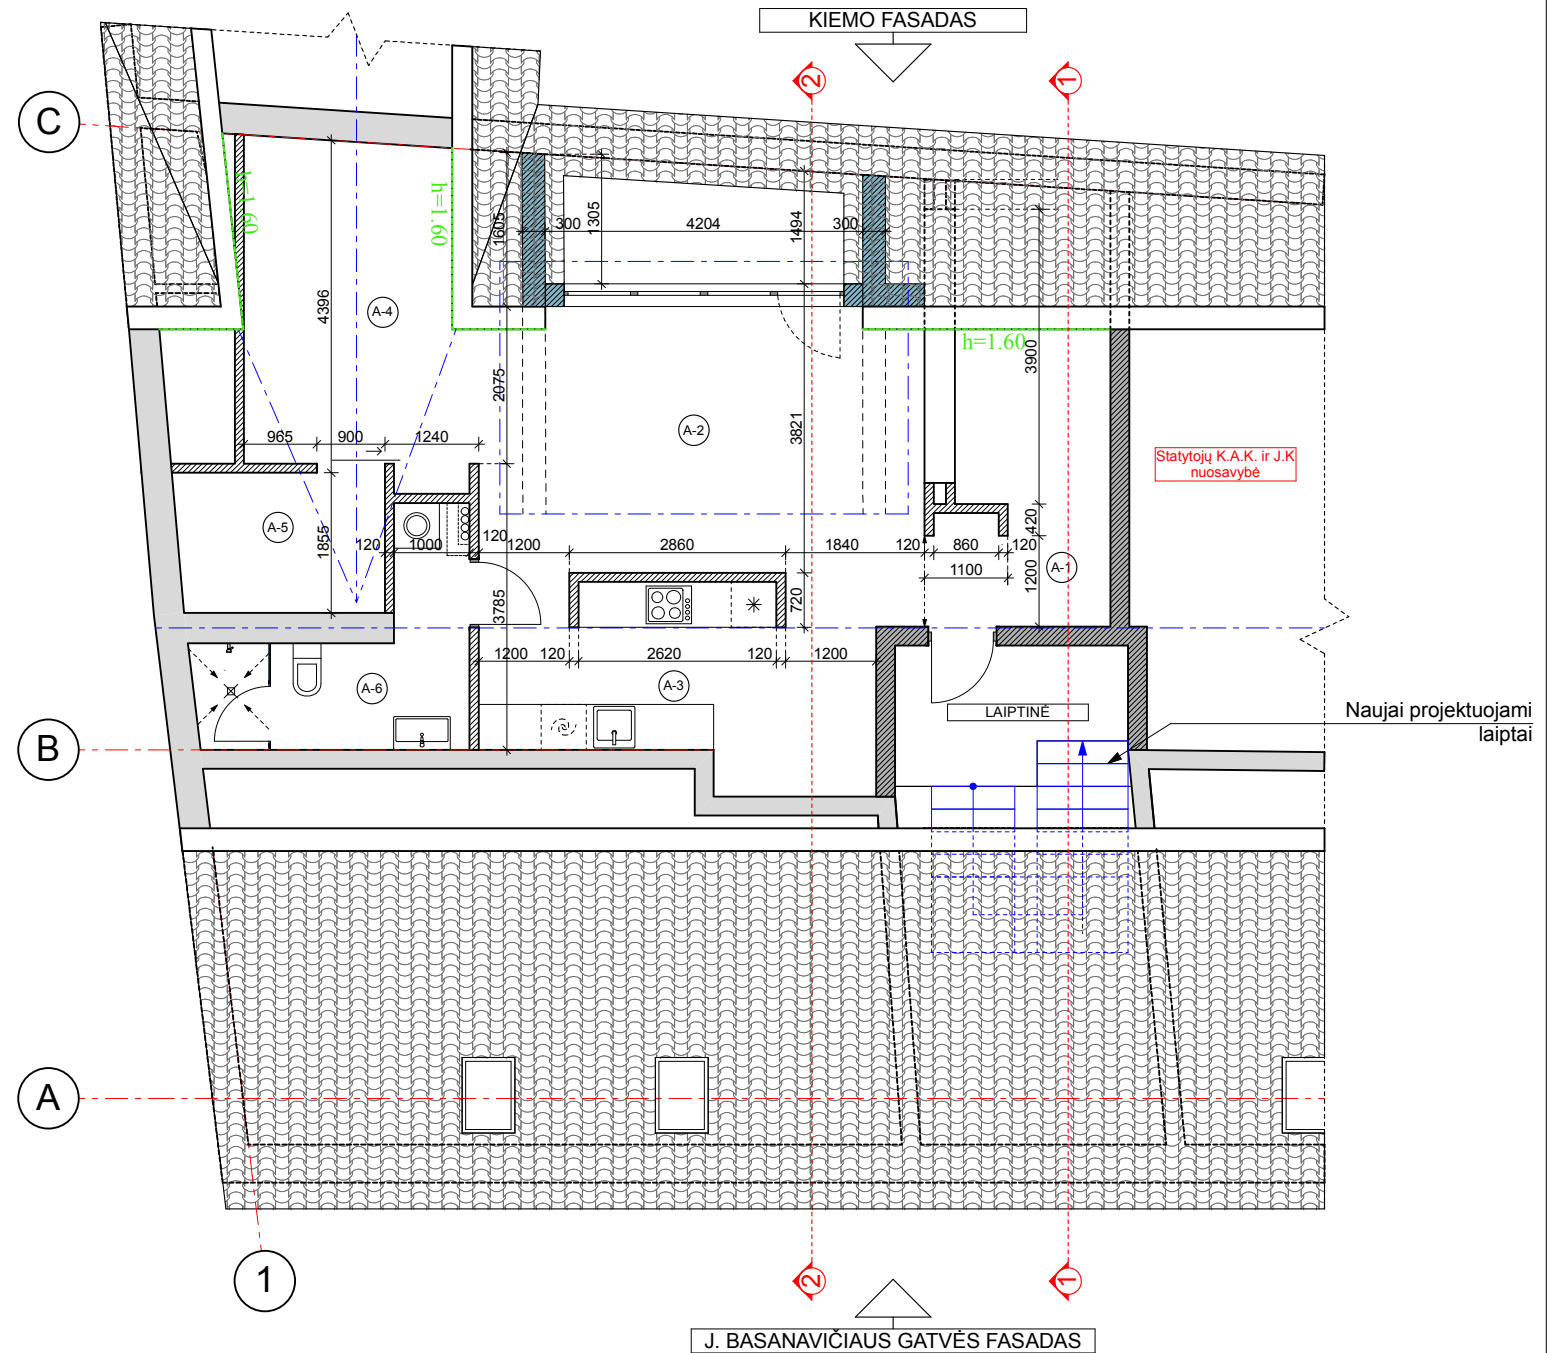 KIEMO FASADAS
2
1
C
h=1.60
h=1.60
1605
300
1305
4204
1494
300
4396
A-4
h=1.60
3900
2075
A-2
3821
965
900
1240
Statytojų K.A.K. ir J.K
nuosavybė
A-5
1855
120
1000
120
1200
2860
1840
120
860
120
420
1100
1200
A-1
3785
720
1200
120
2620
120
1200
A-6
A-3
LAIPTINĖ
Naujai projektuojami
laiptai
B
A
1
2
1
J. BASANAVIČIAUS GATVĖS FASADAS